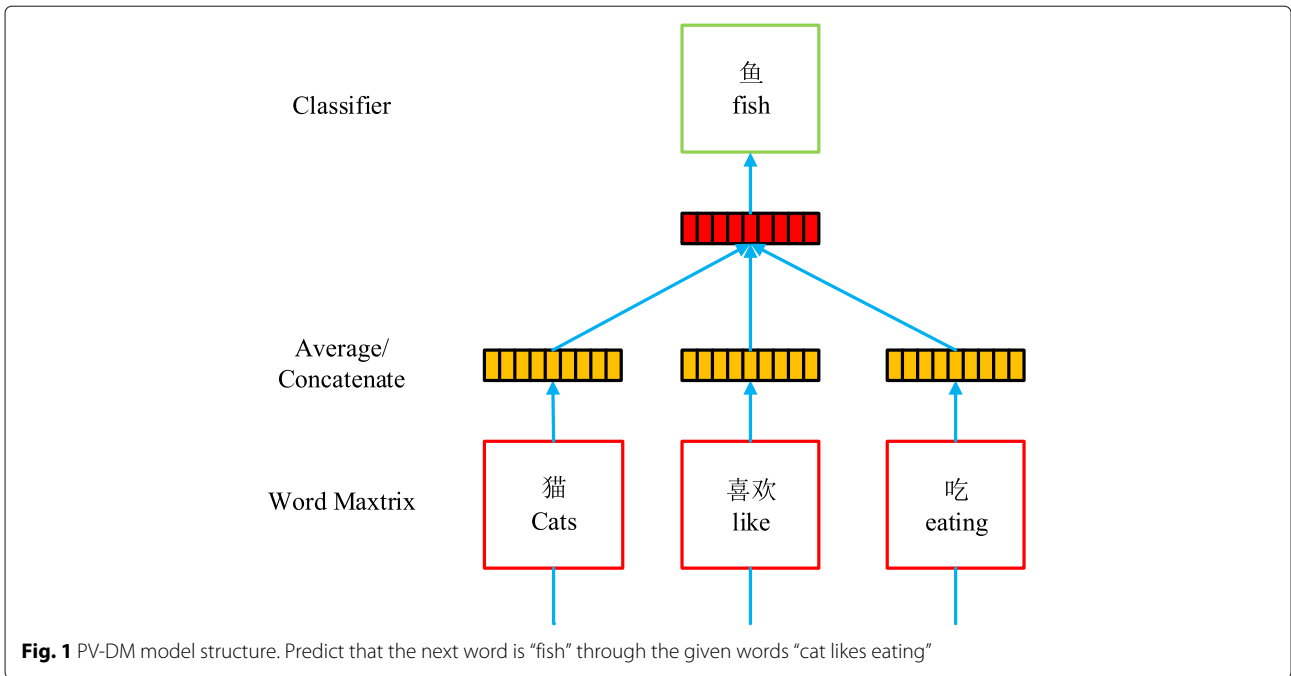 鱼
fish
Classifier
Average/
Concatenate
猫
Cats
喜欢
like
吃
eating
Word Maxtrix
Fig. 1 PV-DM model structure. Predict that the next word is “fish” through the given words “cat likes eating”